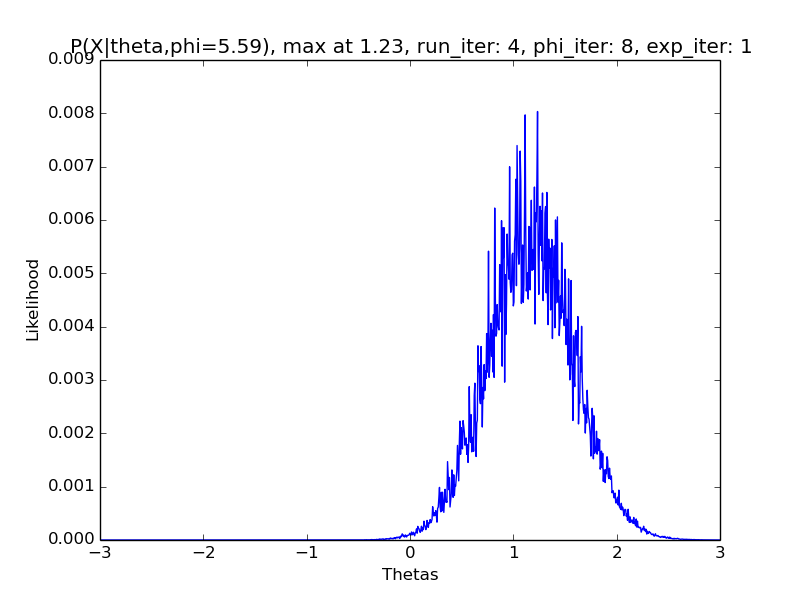 P(X|theta,phi=5.59), max at 1.23, run_iter: 4, phi_iter: 8, exp_iter: 1
0.009
0.008
0.007
0.006
0.005
0.004
0.003
0.002
0.001
0.000
Likelihood
−3 −2 −1 0 1 2 3
Thetas